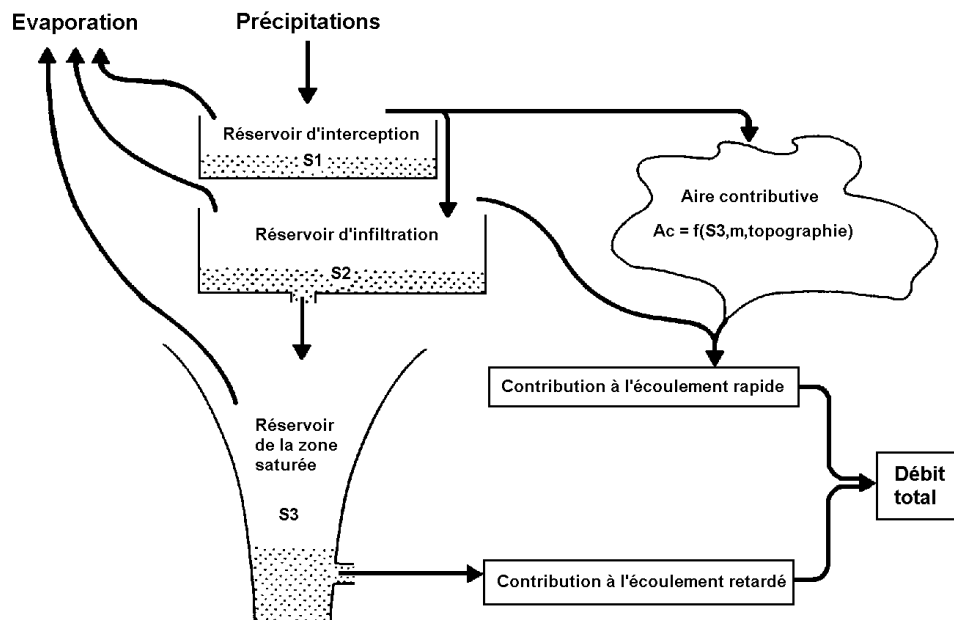 Evaporation
Précipitations
Réservoir d'interception
S1
Aire contributive
Ac = f(S3,m,topographie)
Réservoir d'infiltration
S2
Contribution à l'écoulement rapide
Réservoir
de la zone
saturée
S3
Débit
total
Contribution à l'écoulement retardé